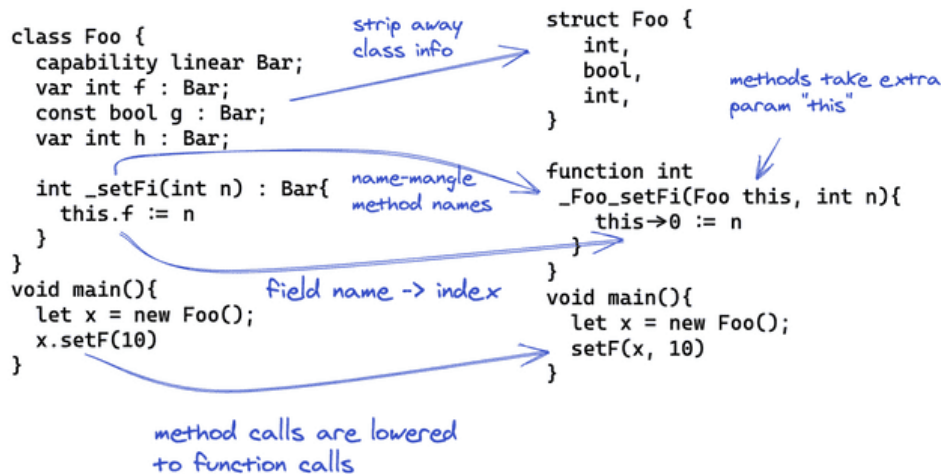 class Foo {
capability linear Bar;
var int f : Bar;
const bool g : Bar;
var int h : Bar;
int _setFi(int n) : Bar{
this.f := n
}
}
void main(){
let x = new Foo();
x.setF(10)
}
strip away
class info
name-mangle
method names
field name -> index
method calls are lowered
to function calls
struct Foo {
int,
bool,
int,
}
methods take extra
param "this"
function int
_Foo_setFi(Foo this, int n){
this->0 := n
}
}
void main(){
let x = new Foo();
setF(x, 10)
}